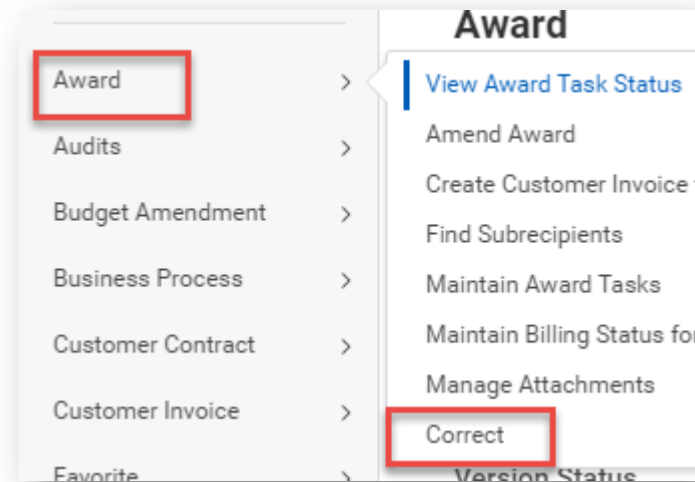 Award
Audits
Budget Amendment
Business Process
Customer Contract
Customer Invoice
Favorite
Award
View Award Task Status
Amend Award
Create Customer Invoice
Find Subrecipients
Maintain Award Tasks
Maintain Billing Status for
Manage Attachments
Correct
Version Status